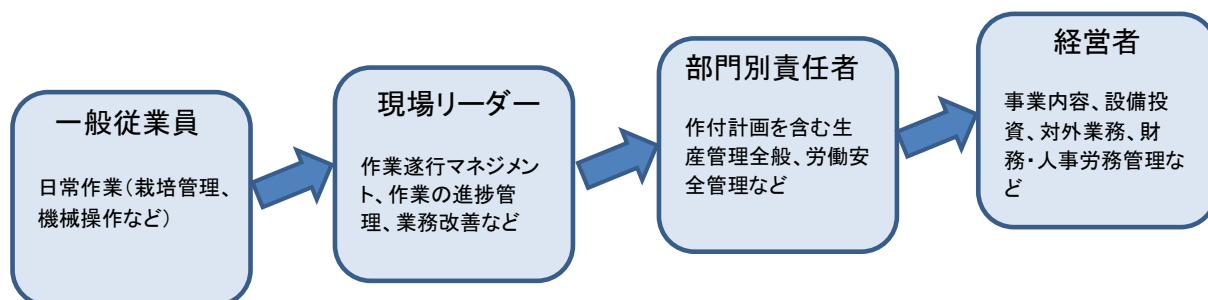 一般従業員
日常作業(栽培管理、
機械操作など)
現場リーダー
作業遂行マネジメン
ト、作業の進捗管
理、業務改善など
部門別責任者
作付計画を含む生
産管理全般、労働安
全管理など
経営者
事業内容、設備投
資、対外業務、財
務・人事労務管理な
ど